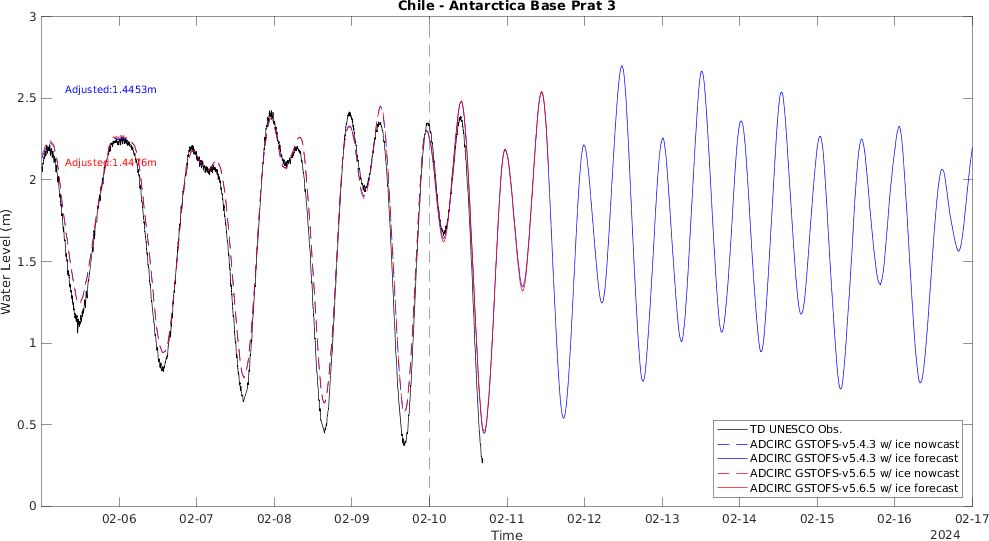 Chile - Antarctica Base Prat 3
Water Level (m)
3
2.5
2
1.5
1
0.5
0
Adjusted:1.4453m
Adjusted:1.4476m
TD UNESCO Obs.
ADCIRC GSTOFS-v5.4.3 w/ ice nowcast
ADCIRC GSTOFS-v5.4.3 w/ ice forecast
ADCIRC GSTOFS-v5.6.5 w/ ice nowcast
ADCIRC GSTOFS-v5.6.5 w/ ice forecast
02-06 02-07 02-08 02-09 02-10 02-11 02-12 02-13 02-14 02-15 02-16 02-17
Time
2024